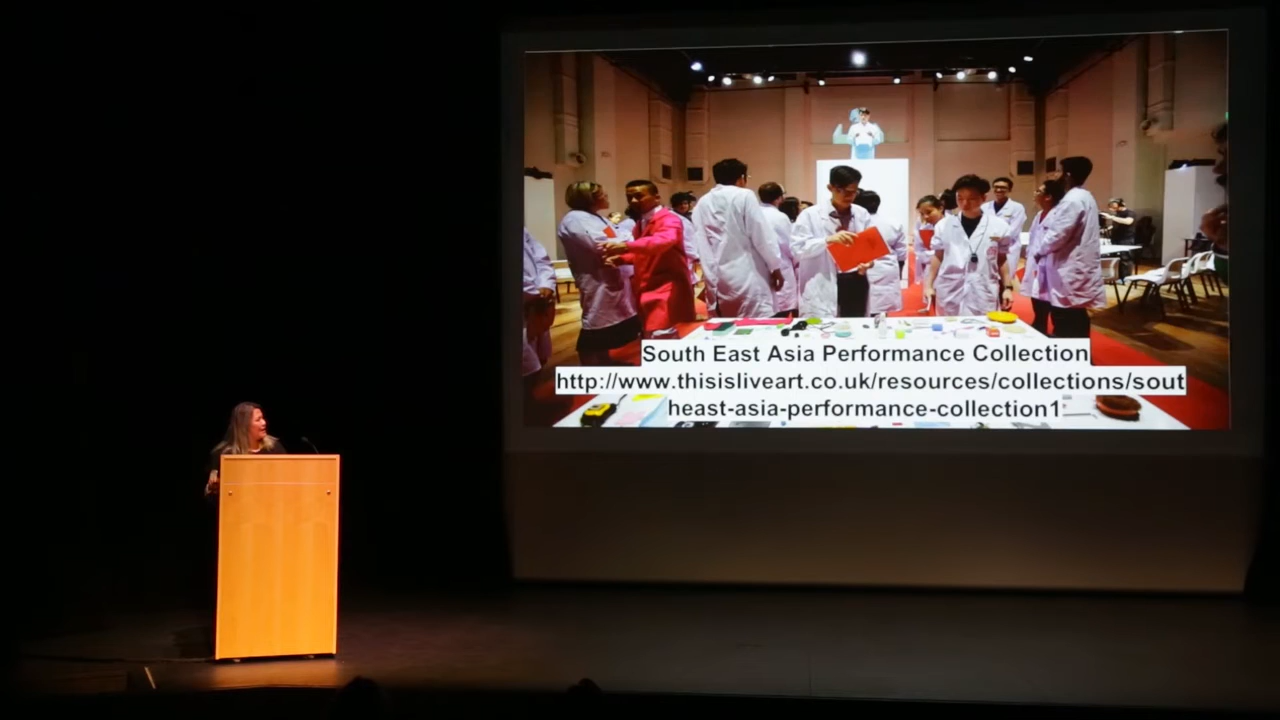 South East Asia Performance Collection
http://www.thisisliveart.co.uk/resources/collections/sout
heast-asia-performance-collection1